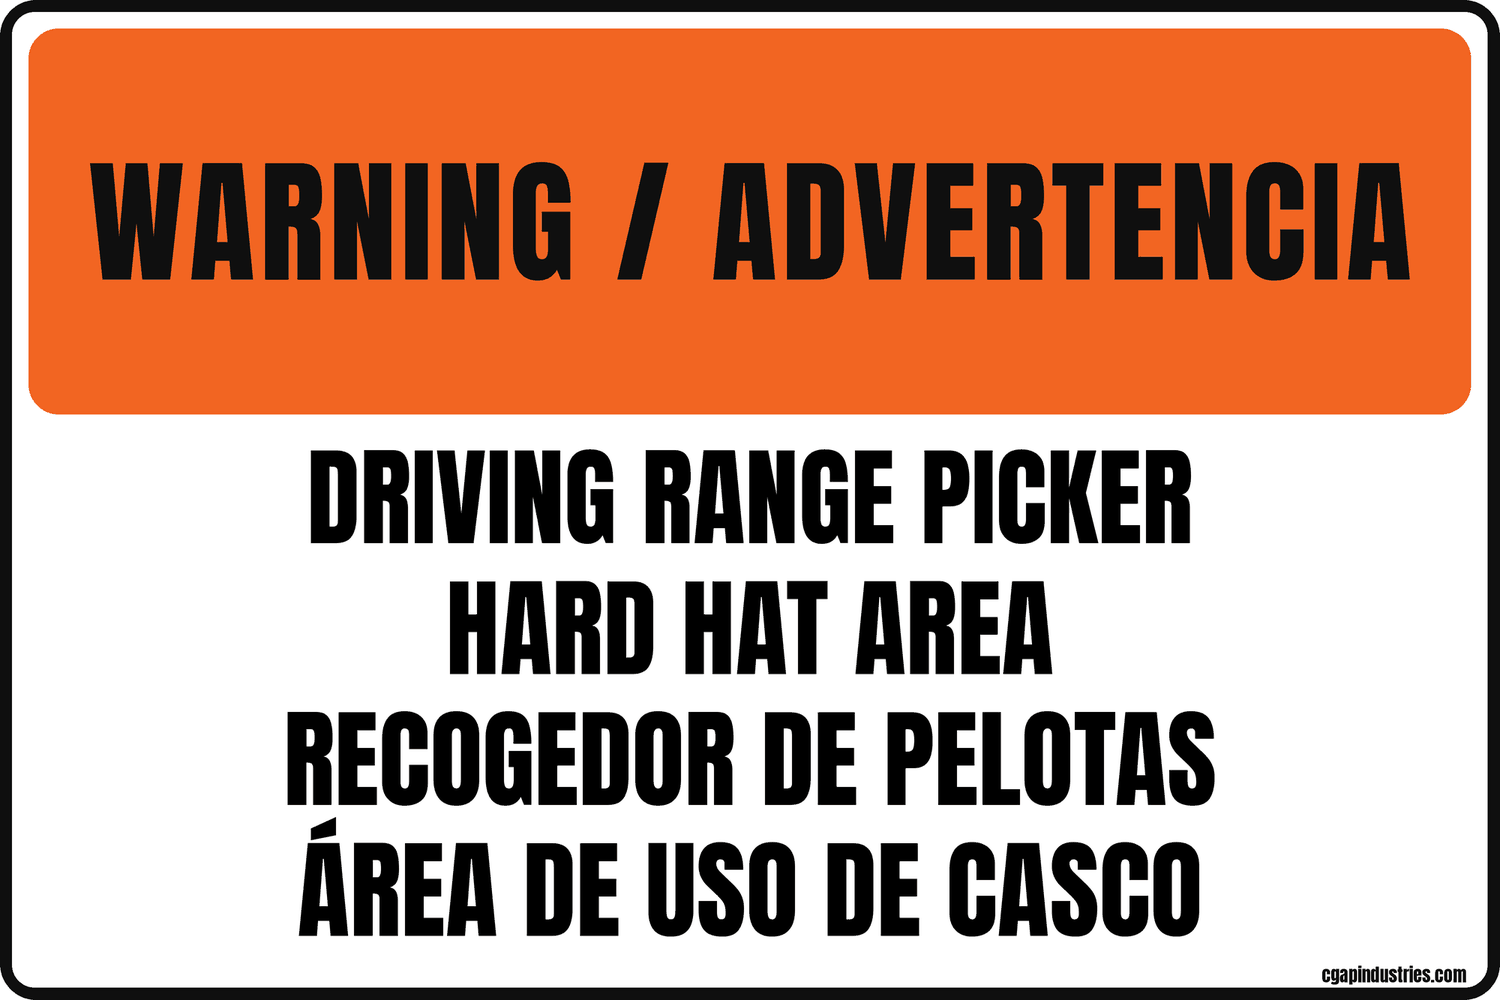 WARNING / ADVERTENCIA
DRIVING RANGE PICKER
HARD HAT AREA
RECOGEDOR DE PELOTAS
ÁREA DE USO DE CASCO
cgapindustries.com